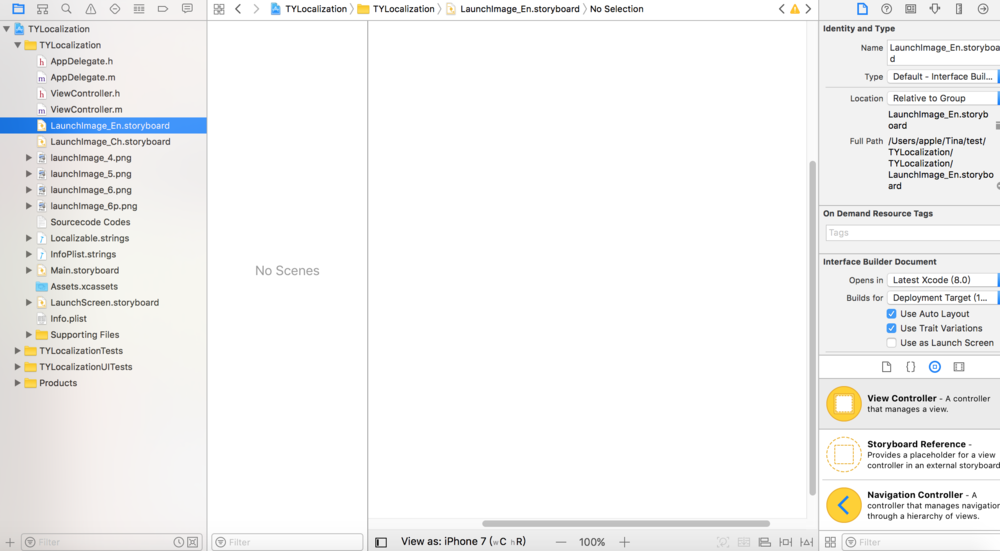 TYLocalization
TYLocalization
LaunchImage_En.storyboard
No Selection
TYLocalization
TYLocalization
AppDelegate.h
AppDelegate.m
ViewController.h
ViewController.m
LaunchImage_En.storyboard
LaunchImage_Ch.storyboard
launchImage_4.png
launchImage_5.png
launchImage_6.png
launchImage_6p.png
Sourcecode Codes
Localizable.strings
InfoPlist.strings
Main.storyboard
Assets.xcassets
LaunchScreen.storyboard
Info.plist
Supporting Files
TYLocalizationTests
TYLocalizationUITests
Products
Filter
No Scenes
Filter
View as: iPhone 7 (wC hR)
100%
Identity and Type
Name LaunchImage_En.storyboar
d
Type Default - Interface Buil...
Location Relative to Group
LaunchImage_En.storyb
oard
Full Path /Users/apple/Tina/test/
TYLocalization/
TYLocalization/
LaunchImage_En.storyb
oard
On Demand Resource Tags
Tags
Interface Builder Document
Opens in Latest Xcode (8.0)
Builds for Deployment Target (1...
Use Auto Layout
Use Trait Variations
Use as Launch Screen
View Controller - A controller
that manages a view.
Storyboard Reference -
Provides a placeholder for a view
controller in an external storyboard
Navigation Controller - A
controller that manages navigation
through a hierarchy of views.
Filter